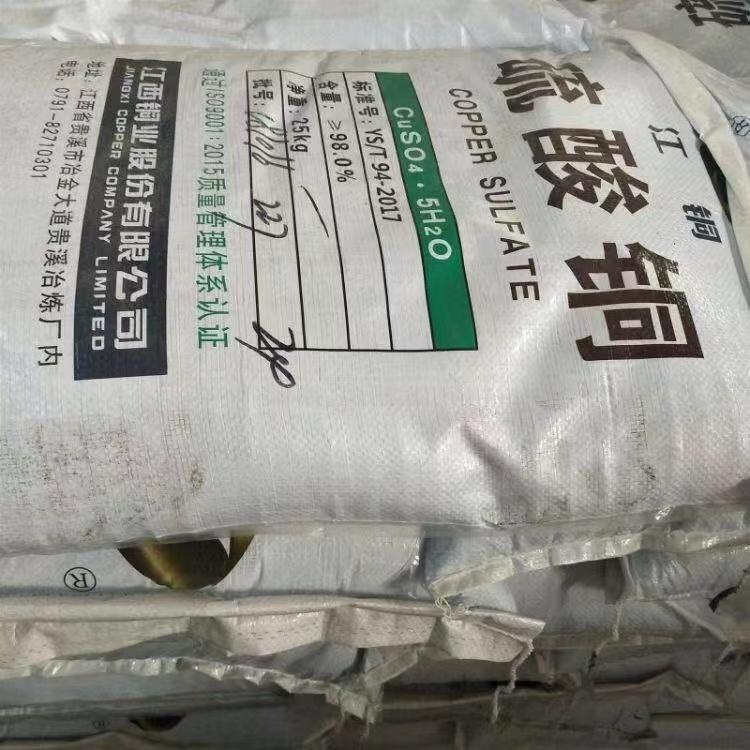 江铜
硫酸铜
COPPER SULFATE
CuSO4·5H2O
标准号：YS/T 94-2017
含量：≥98.0%
净重：25kg
批号：
通过ISO9001：2015质量管理体系认证
江西铜业股份有限公司
JIANGXI COPPER COMPANY LIMITED
地址：江西省贵溪市冶金大道贵溪冶炼厂内
电话：0791-82710301
®